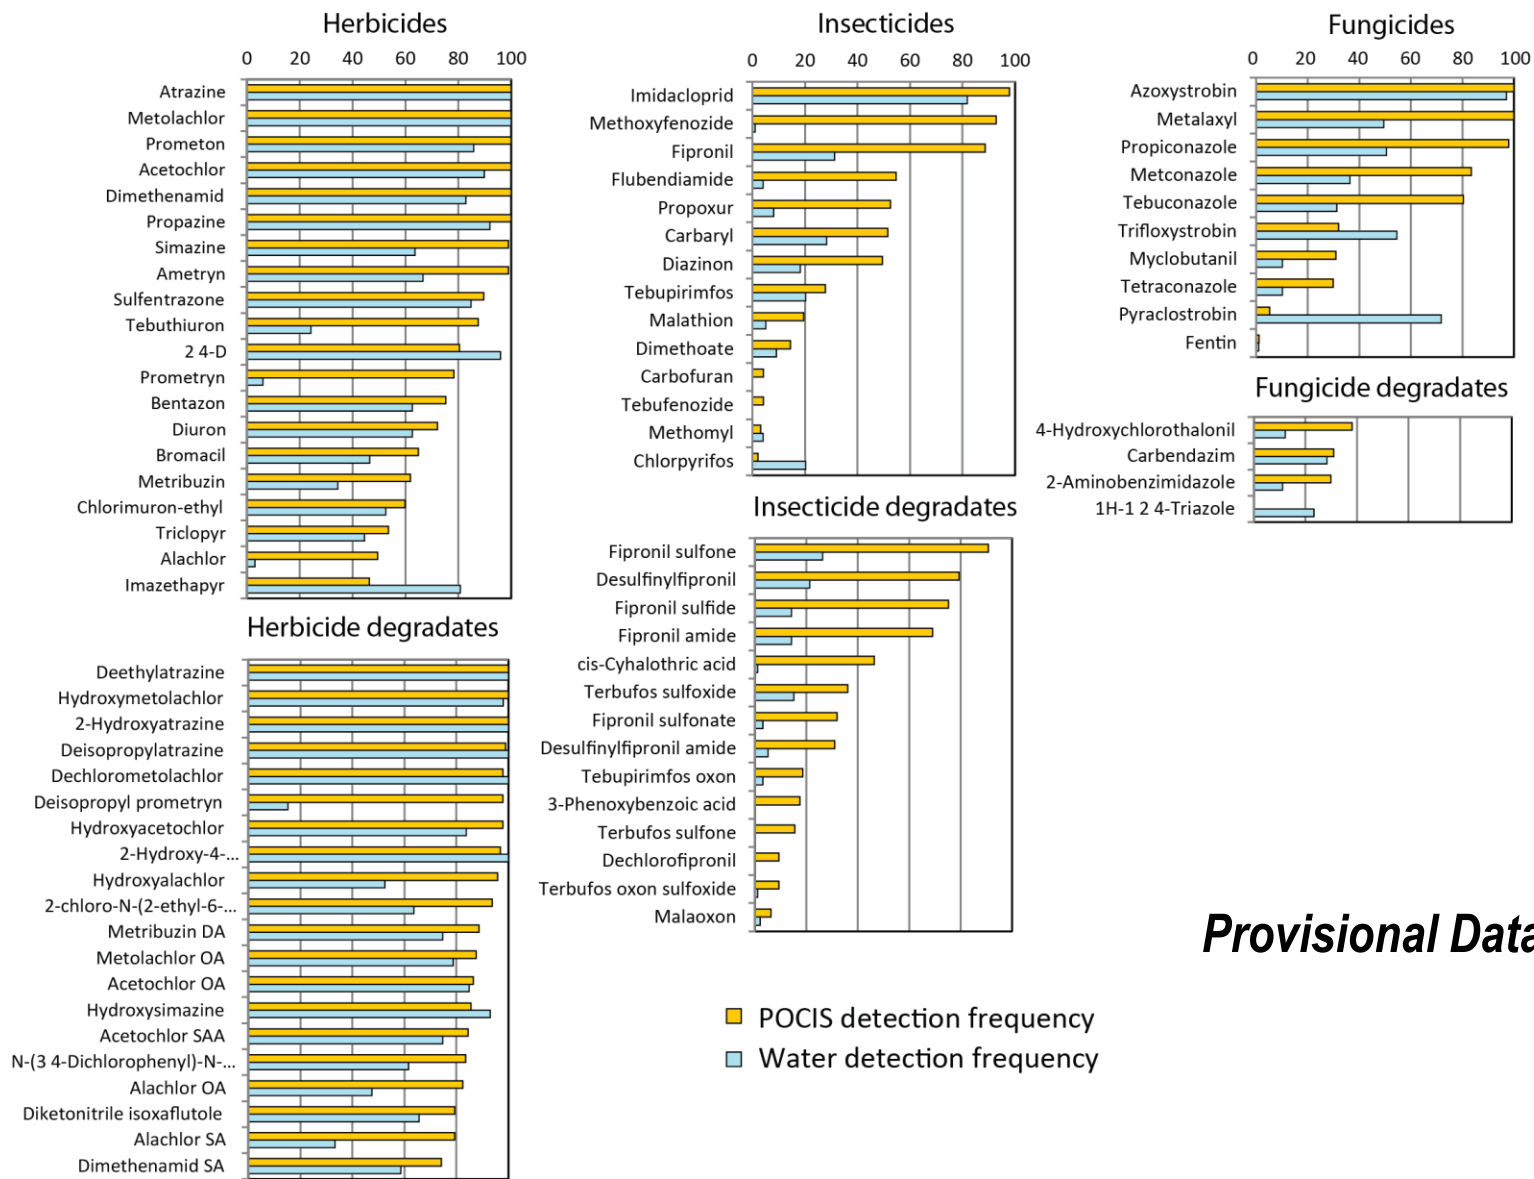 Herbicides
0 20 40 60 80 100
Atrazine
Metolachlor
Prometon
Acetochlor
Dimethenamid
Propazine
Simazine
Ametryn
Sulfentrazone
Tebuthiuron
2 4-D
Prometryn
Bentazon
Diuron
Bromacil
Metribuzin
Chlorimuron-ethyl
Triclopyr
Alachlor
Imazethapyr
Herbicide degradates
Deethylatrazine
Hydroxymetolachlor
2-Hydroxyatrazine
Deisopropylatrazine
Dechlorometolachlor
Deisopropyl prometryn
Hydroxyacetochlor
2-Hydroxy-4-...
Hydroxyalachlor
2-chloro-N-(2-ethyl-6-...
Metribuzin DA
Metolachlor OA
Acetochlor OA
Hydroxysimazine
Acetochlor SAA
N-(3 4-Dichlorophenyl)-N-...
Alachlor OA
Diketonitrile isoxaflutole
Alachlor SA
Dimethenamid SA
Insecticides
0 20 40 60 80 100
Imidacloprid
Methoxyfenozide
Fipronil
Flubendiamide
Propoxur
Carbaryl
Diazinon
Tebupirimfos
Malathion
Dimethoate
Carbofuran
Tebufenozide
Methomyl
Chlorpyrifos
Insecticide degradates
Fipronil sulfone
Desulfinylfipronil
Fipronil sulfide
Fipronil amide
cis-Cyhalothric acid
Terbufos sulfoxide
Fipronil sulfonate
Desulfinylfipronil amide
Tebupirimfos oxon
3-Phenoxybenzoic acid
Terbufos sulfone
Dechlorofipronil
Terbufos oxon sulfoxide
Malaoxon
POCIS detection frequency
Water detection frequency
Fungicides
0 20 40 60 80 100
Azoxystrobin
Metalaxyl
Propiconazole
Metconazole
Tebuconazole
Trifloxystrobin
Myclobutanil
Tetraconazole
Pyraclostrobin
Fentin
Fungicide degradates
4-Hydroxychlorothalonil
Carbendazim
2-Aminobenzimidazole
1H-1 2 4-Triazole
Provisional Data